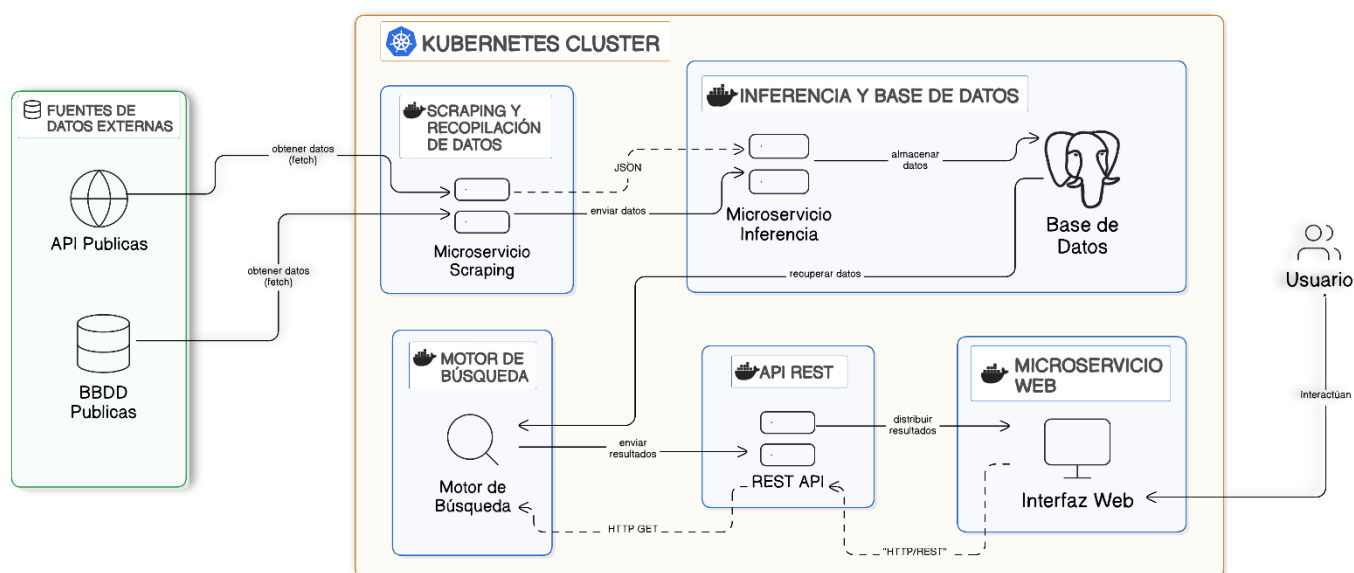 KUBERNETES CLUSTER
FUENTES DE
DATOS EXTERNAS
API Publicas
BBDD
Publicas
obtener datos
(fetch)
obtener datos
(fetch)
SCRAPING Y
RECOPILACIÓN
DE DATOS
Microservicio
Scraping
JSON
enviar datos
INFERENCIA Y BASE DE DATOS
Microservicio
Inferencia
almacenar
datos
Base de
Datos
recuperar datos
MOTOR DE
BÚSQUEDA
Motor de
Búsqueda
enviar
resultados
HTTP GET
API REST
REST API
distribuir
resultados
"HTTP/REST"
MICROSERVICIO
WEB
Interfaz Web
Usuario
Interactúan